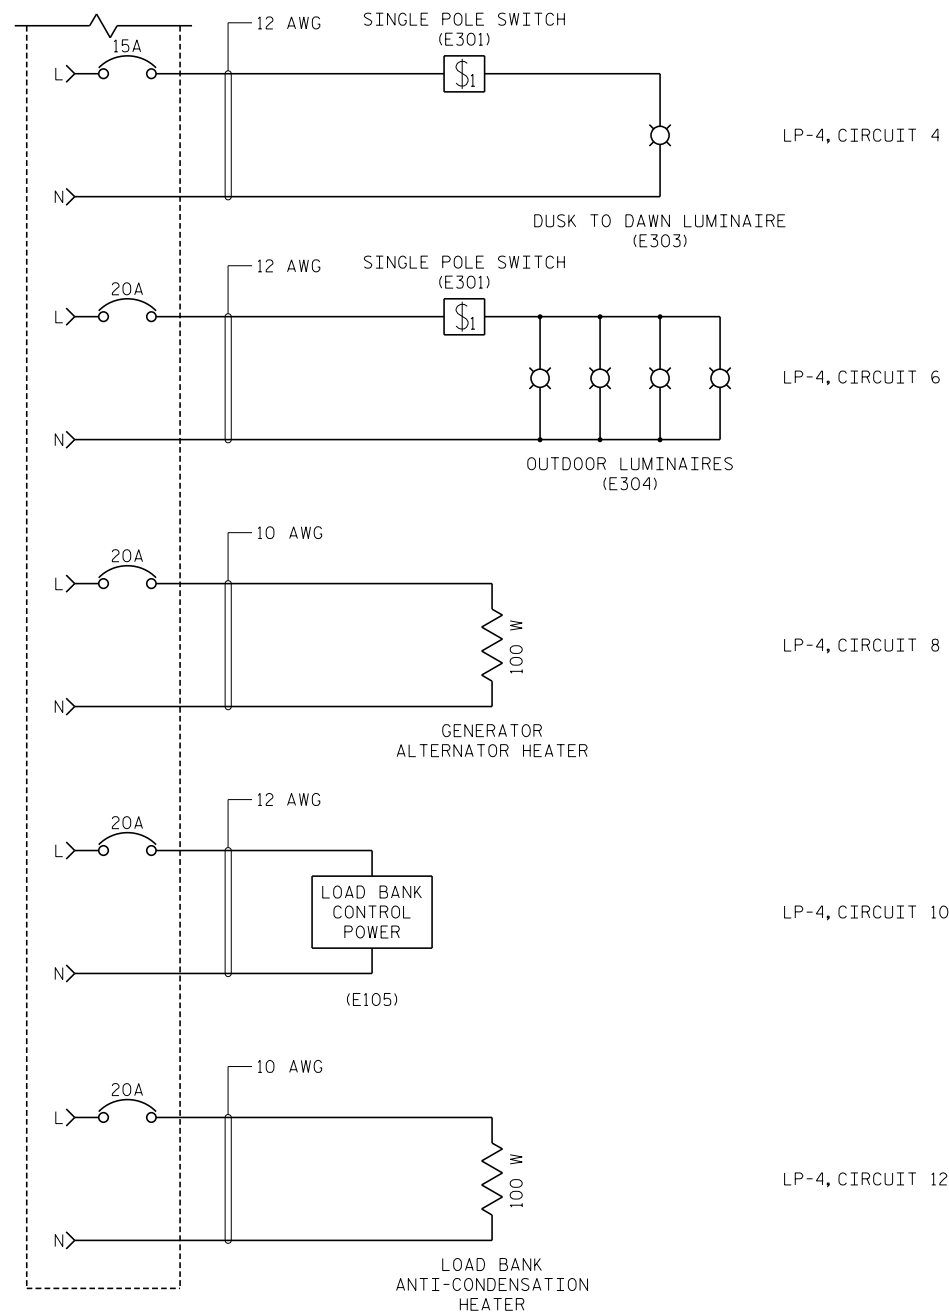 12 AWG
SINGLE POLE SWITCH
(E301)
15A
L
$1
LP-4, CIRCUIT 4
N
DUSK TO DAWN LUMINAIRE
(E303)
12 AWG
SINGLE POLE SWITCH
(E301)
20A
L
$1
LP-4, CIRCUIT 6
N
OUTDOOR LUMINAIRES
(E304)
10 AWG
20A
L
100 W
LP-4, CIRCUIT 8
N
GENERATOR
ALTERNATOR HEATER
12 AWG
20A
L
LOAD BANK
CONTROL
POWER
LP-4, CIRCUIT 10
N
(E105)
10 AWG
20A
L
100 W
LP-4, CIRCUIT 12
N
LOAD BANK
ANTI-CONDENSATION
HEATER